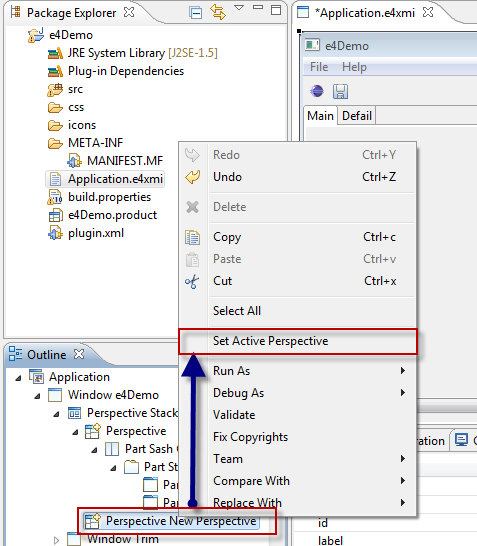 Package Explorer
e4Demo
JRE System Library [J2SE-1.5]
Plug-in Dependencies
src
css
icons
META-INF
MANIFEST.MF
Application.e4xmi
build.properties
e4Demo.product
plugin.xml
*Application.e4xmi
e4Demo
File Help
Main Defail
Redo Ctrl+Y
Undo Ctrl+Z
Delete
Copy Ctrl+c
Paste Ctrl+v
Cut Ctrl+x
Select All
Set Active Perspective
Run As
Debug As
Validate
Fix Copyrights
Team
Compare With
Replace With
Outline
Application
Window e4Demo
Perspective Stack
Perspective
Part Sash
Part St
Par
Par
Perspective New Perspective
Window Trim
ration
id
label